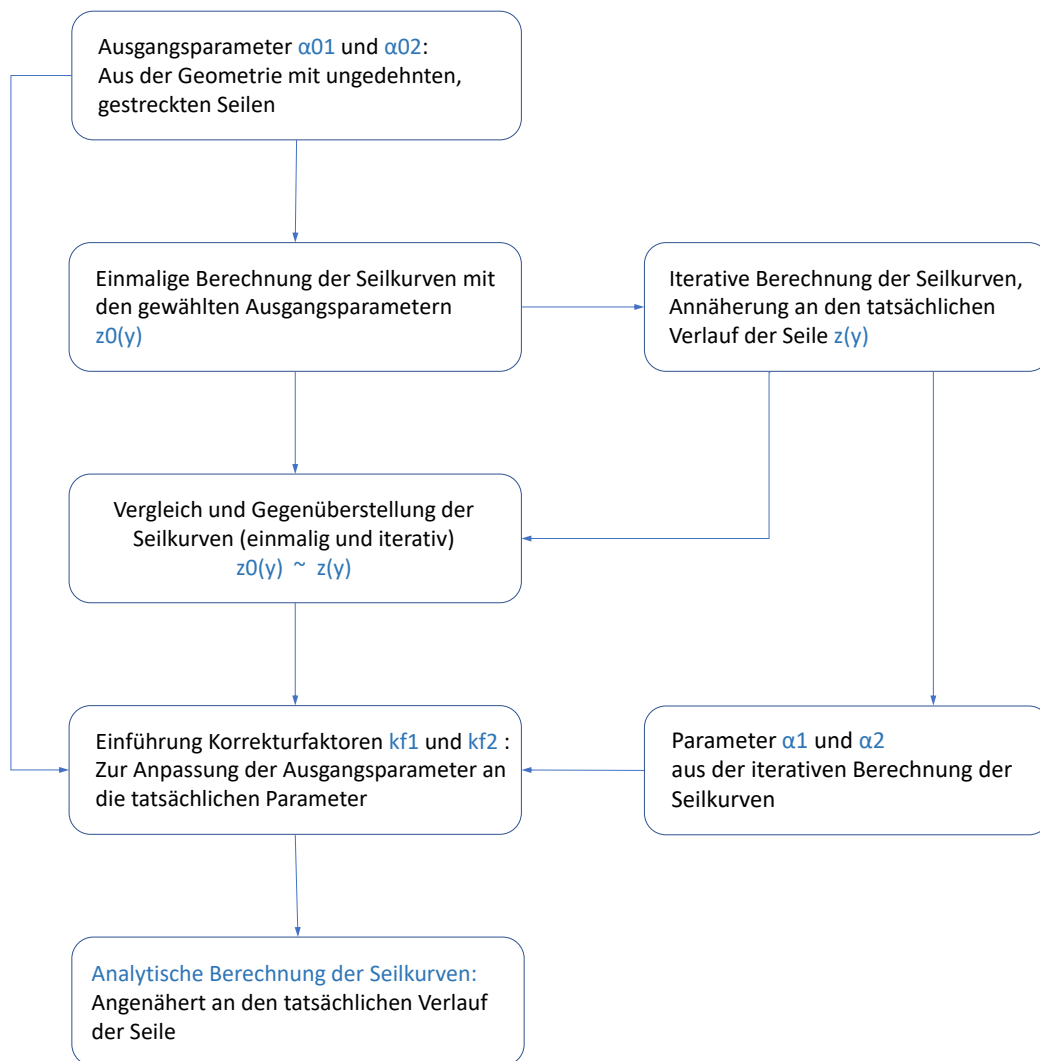 Ausgangsparameter α01 und α02:
Aus der Geometrie mit ungedehnten,
gestreckten Seilen
Einmalige Berechnung der Seilkurven mit
den gewählten Ausgangsparametern
z0(y)
Iterative Berechnung der Seilkurven,
Annäherung an den tatsächlichen
Verlauf der Seile z(y)
Vergleich und Gegenüberstellung der
Seilkurven (einmalig und iterativ)
z0(y) ~ z(y)
Einführung Korrekturfaktoren kf1 und kf2 :
Zur Anpassung der Ausgangsparameter an
die tatsächlichen Parameter
Parameter α1 und α2
aus der iterativen Berechnung der
Seilkurven
Analytische Berechnung der Seilkurven:
Angenähert an den tatsächlichen Verlauf
der Seile